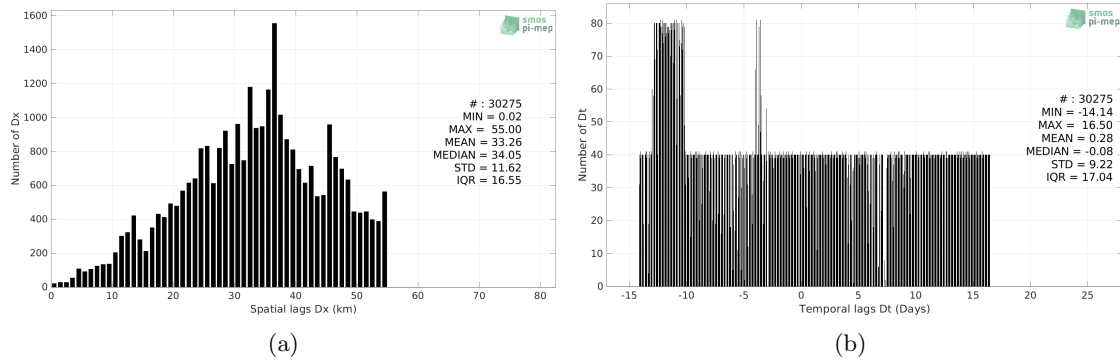 1600
1400
1200
1000
800
600
400
200
0
Number of Dx
0 10 20 30 40 50 60 70 80
Spatial lags Dx (km)
smos
pi-mep
# : 30275
MIN = 0.02
MAX = 55.00
MEAN = 33.26
MEDIAN = 34.05
STD = 11.62
IQR = 16.55
(a)
80
70
60
50
40
30
20
10
0
Number of Dt
-15 -10 -5 0 5 10 15 20 25
Temporal lags Dt (Days)
smos
pi-mep
# : 30275
MIN = -14.14
MAX = 16.50
MEAN = 0.28
MEDIAN = -0.08
STD = 9.22
IQR = 17.04
(b)